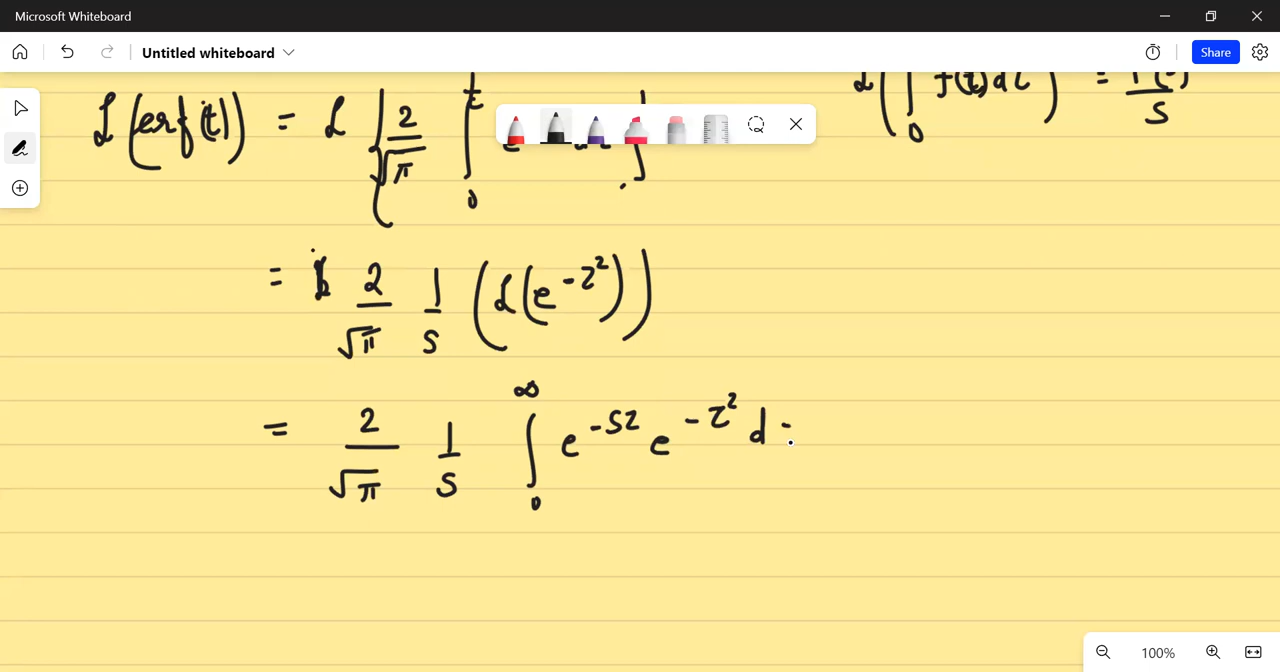 Microsoft Whiteboard
Untitled whiteboard
Share
L(erf(t)) = L 2/√π ∫₀ᵗ e
L(∫₀ f(t)dt) = /s
= 2/√π 1/s (L(e^-z²))
= 2/√π 1/s ∫₀^∞ e^-sz e^-z² d
100%